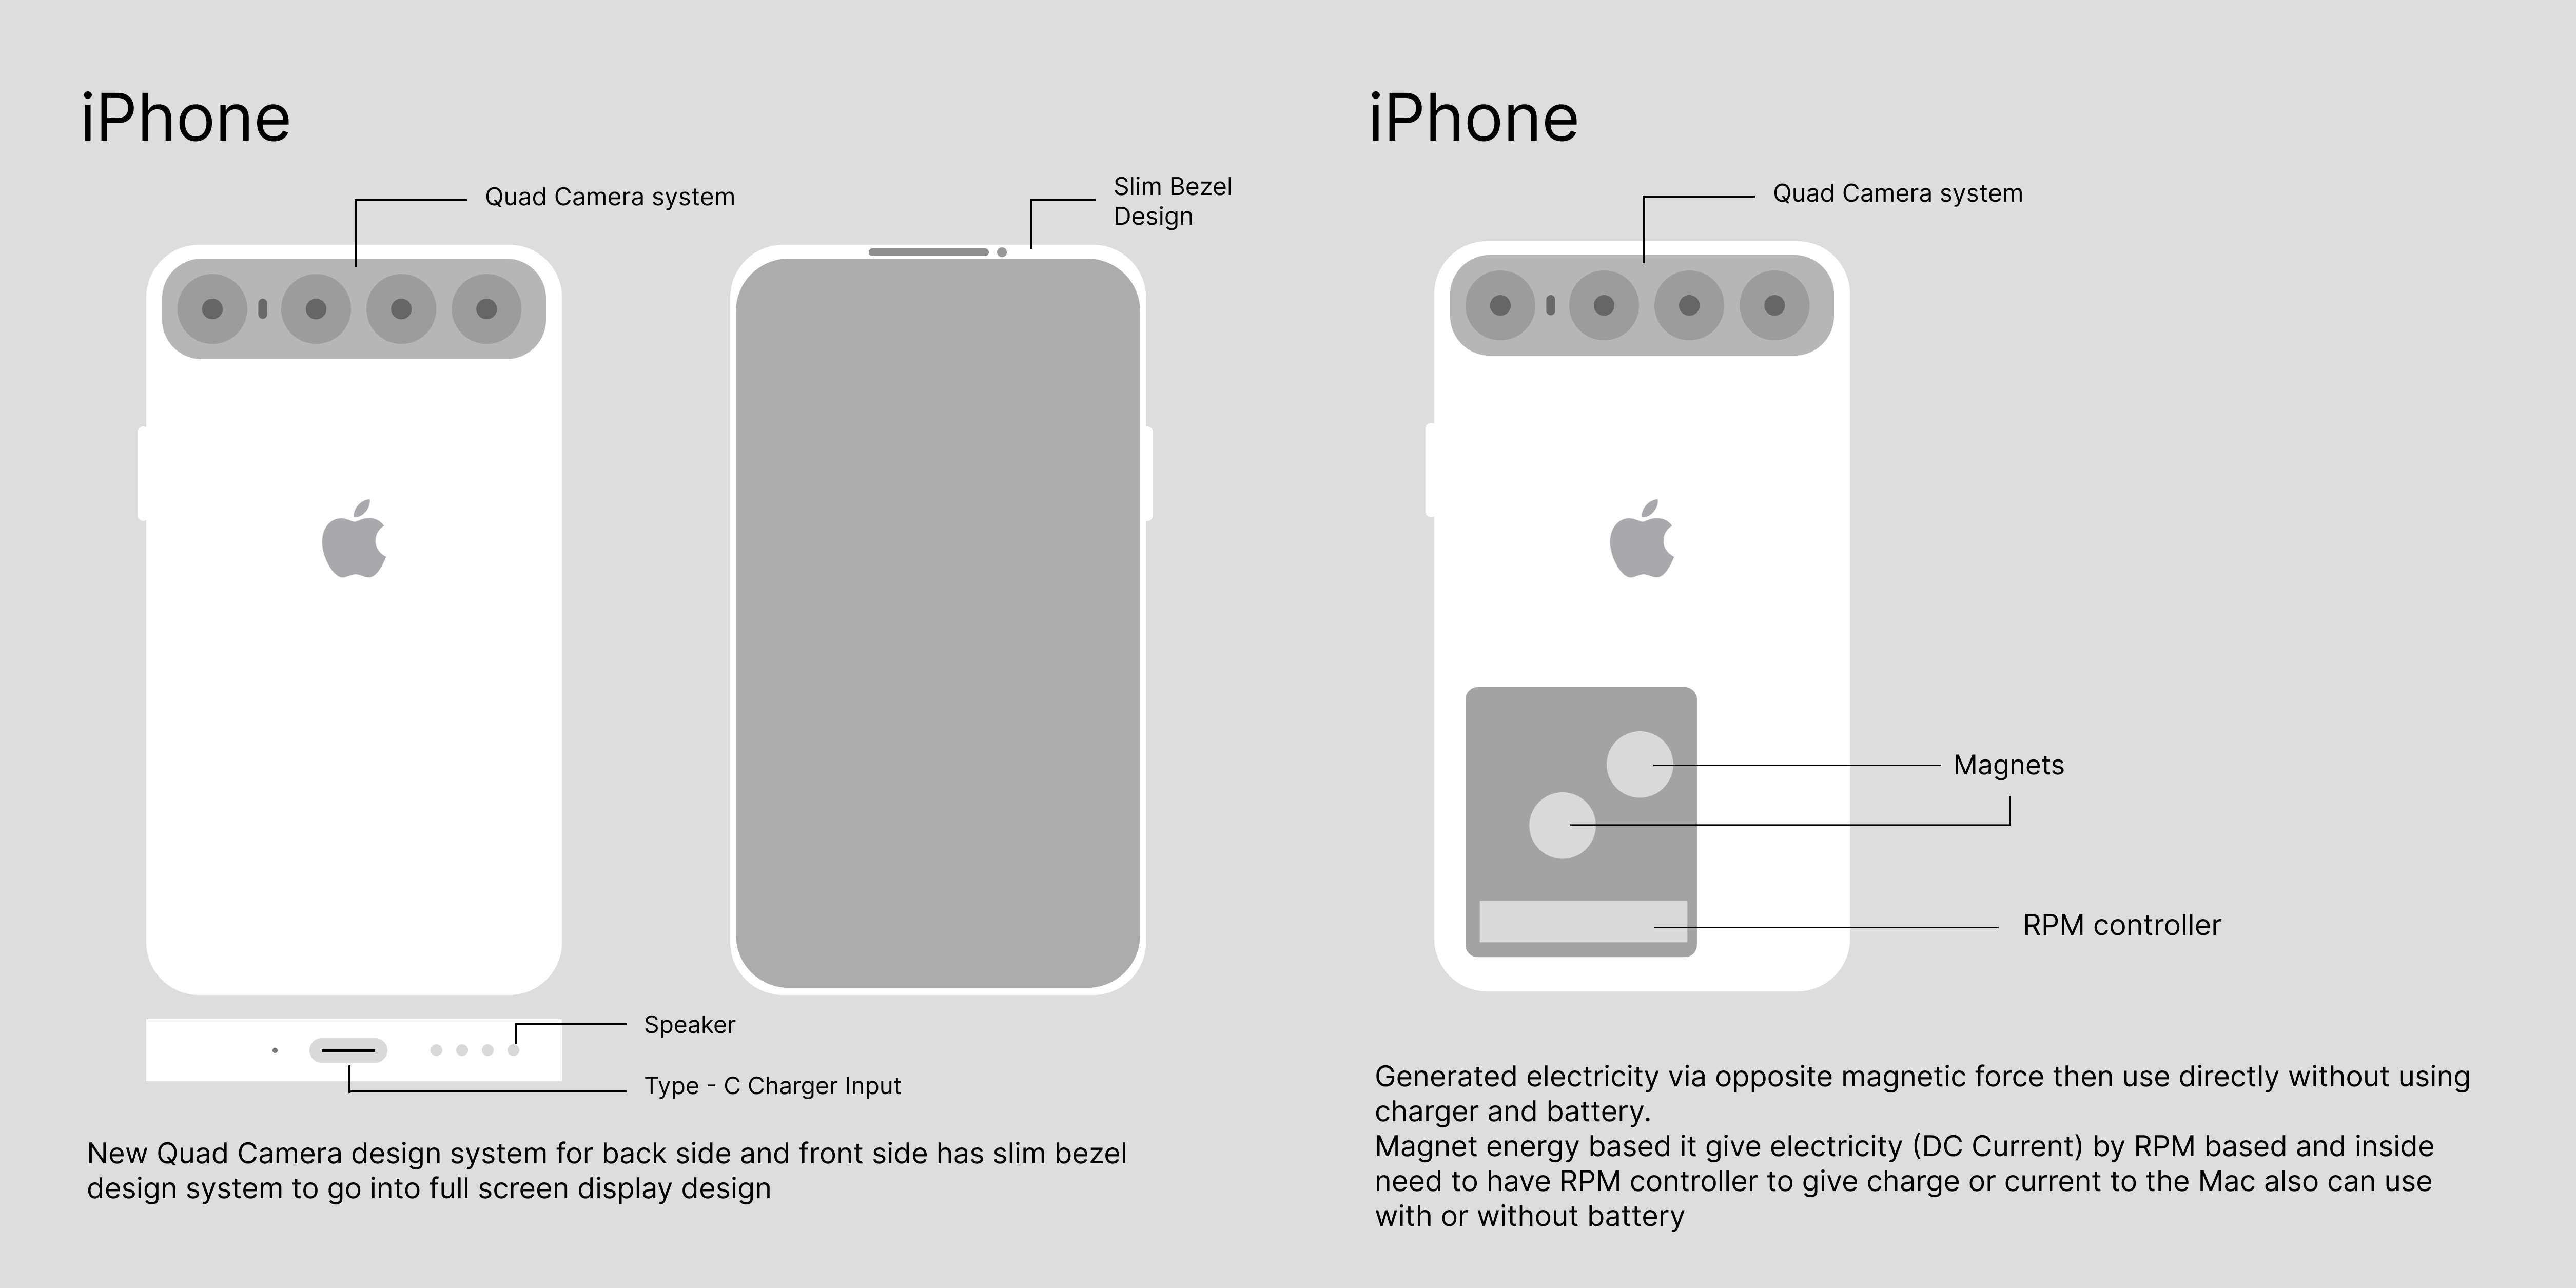 iPhone
Quad Camera system
Slim Bezel
Design
Speaker
Type - C Charger Input
New Quad Camera design system for back side and front side has slim bezel
design system to go into full screen display design
iPhone
Quad Camera system
Magnets
RPM controller
Generated electricity via opposite magnetic force then use directly without using
charger and battery.
Magnet energy based it give electricity (DC Current) by RPM based and inside
need to have RPM controller to give charge or current to the Mac also can use
with or without battery